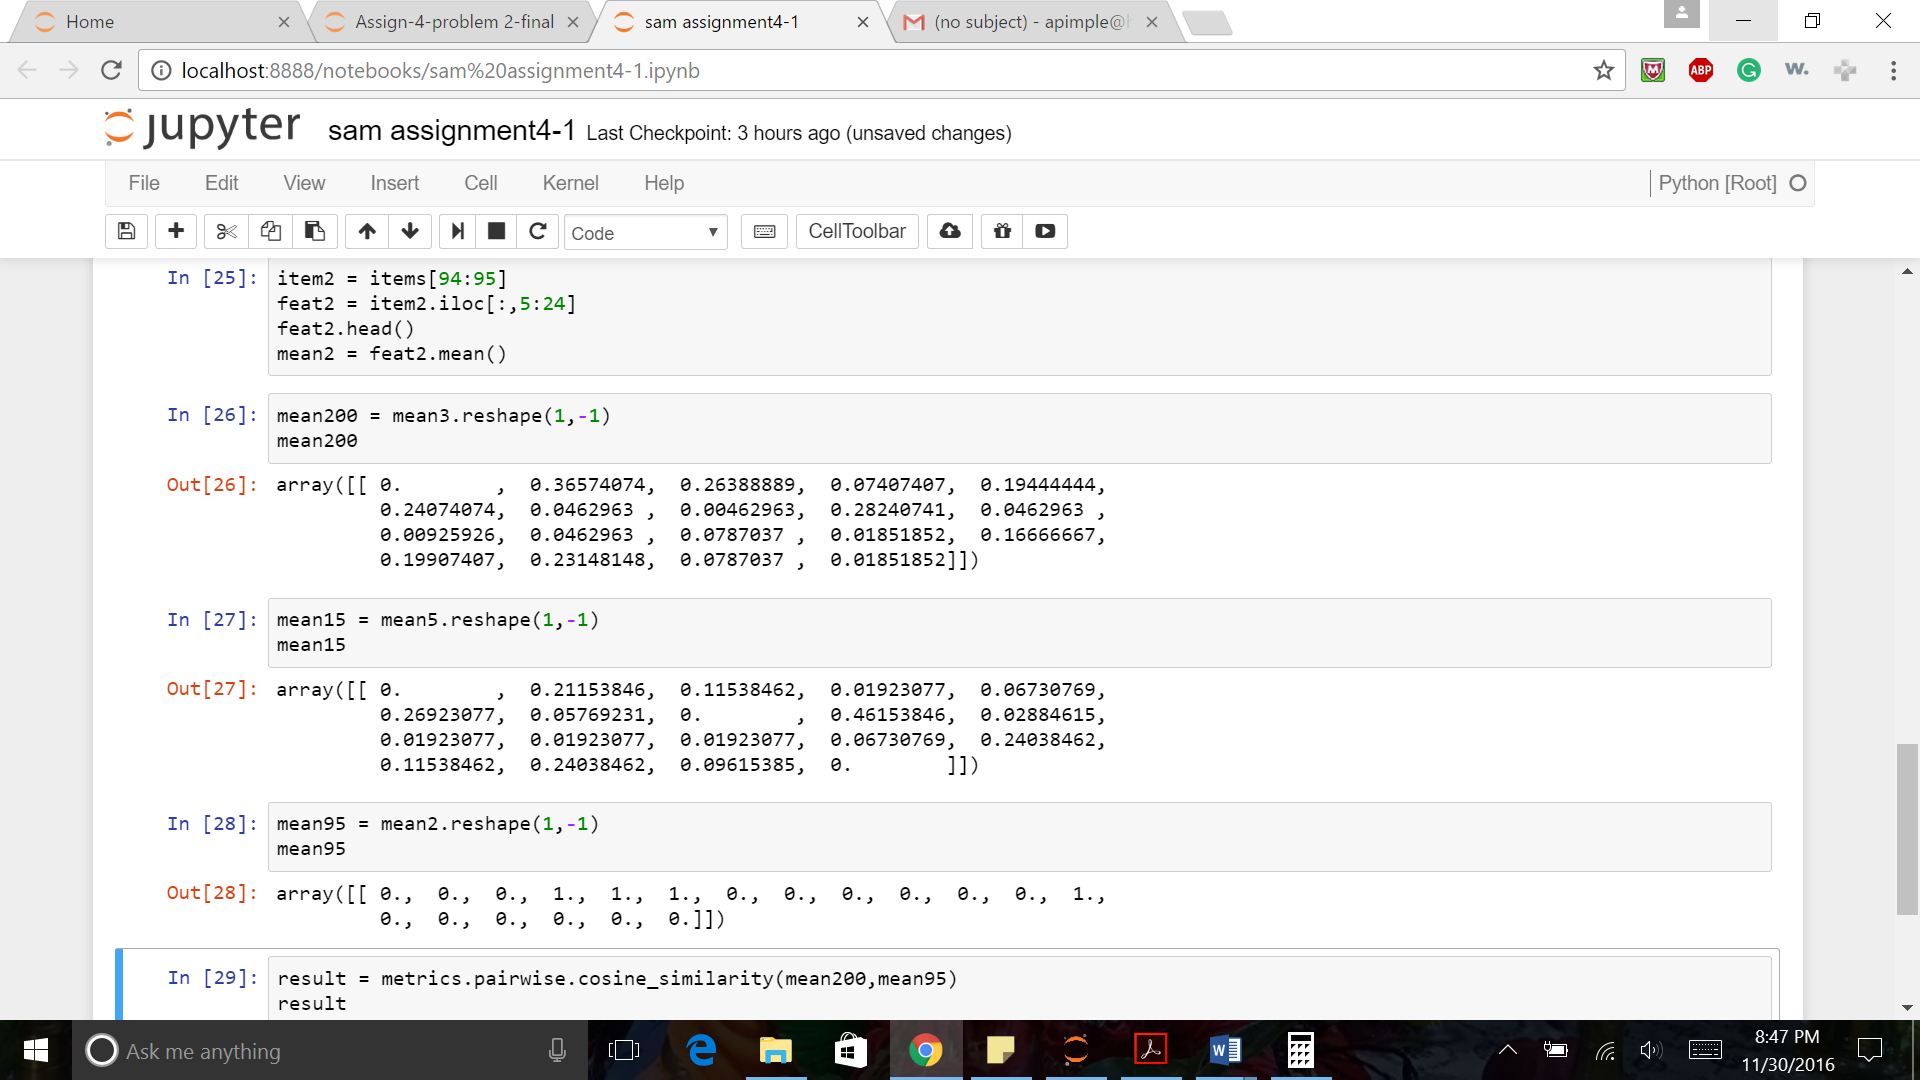 Home
Assign-4-problem 2-final
sam assignment4-1
(no subject) - apimple@h
localhost:8888/notebooks/sam%20assignment4-1.ipynb
ABP
G
w.
jupyter
sam assignment4-1 Last Checkpoint: 3 hours ago (unsaved changes)
File Edit View Insert Cell Kernel Help
Python [Root]
Code
CellToolbar
In [25]: item2 = items[94:95]
feat2 = item2.iloc[:,5:24]
feat2.head()
mean2 = feat2.mean()
In [26]: mean200 = mean3.reshape(1,-1)
mean200
Out[26]: array([[ 0. , 0.36574074, 0.26388889, 0.07407407, 0.19444444,
0.24074074, 0.0462963 , 0.00462963, 0.28240741, 0.0462963 ,
0.00925926, 0.0462963 , 0.0787037 , 0.01851852, 0.16666667,
0.19907407, 0.23148148, 0.0787037 , 0.01851852]])
In [27]: mean15 = mean5.reshape(1,-1)
mean15
Out[27]: array([[ 0. , 0.21153846, 0.11538462, 0.01923077, 0.06730769,
0.26923077, 0.05769231, 0. , 0.46153846, 0.02884615,
0.01923077, 0.01923077, 0.01923077, 0.06730769, 0.24038462,
0.11538462, 0.24038462, 0.09615385, 0. ]])
In [28]: mean95 = mean2.reshape(1,-1)
mean95
Out[28]: array([[ 0., 0., 0., 1., 1., 1., 0., 0., 0., 0., 0., 0., 1.,
0., 0., 0., 0., 0., 0.]])
In [29]: result = metrics.pairwise.cosine_similarity(mean200,mean95)
result
Ask me anything
8:47 PM
11/30/2016